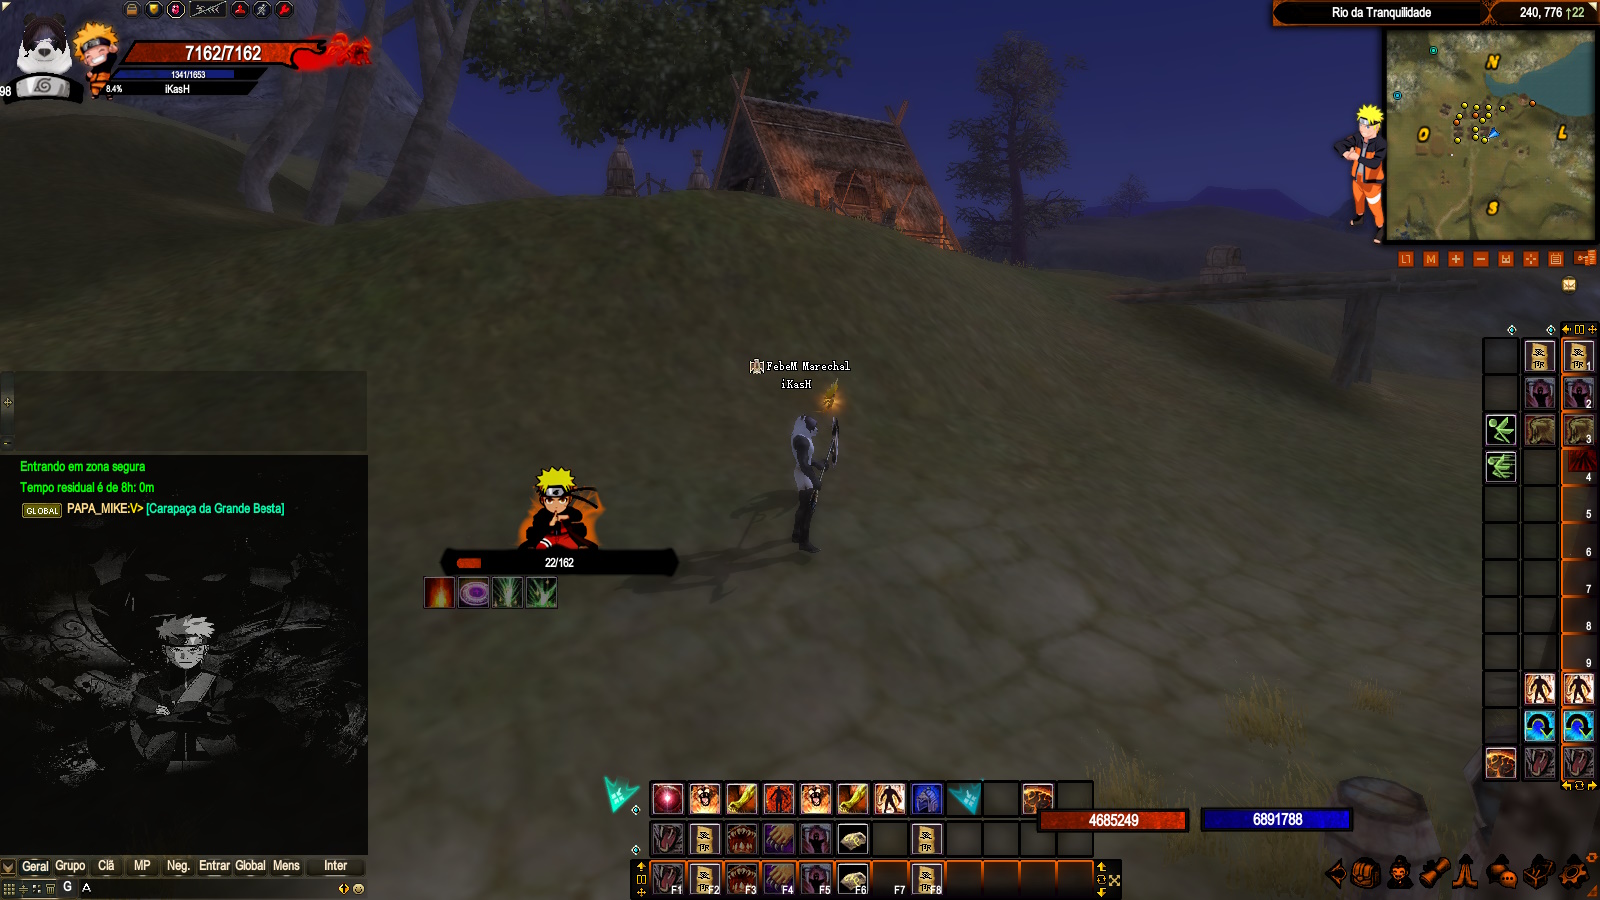 Rio da Tranquilidade
240, 776 ↑22
7162/7162
1341/1653
98
8.4%
iKasH
N
O
L
S
M
FebeM Marechal
iKasH
Entrando em zona segura
Tempo residual é de 8h: 0m
GLOBAL PAPA_MIKE:V> [Carapaça da Grande Besta]
22/162
1
2
3
4
5
6
7
8
9
4685249
6891788
F1 F2 F3 F4 F5 F6 F7 F8
Geral Grupo Clã MP Neg. Entrar Global Mens Inter
G A